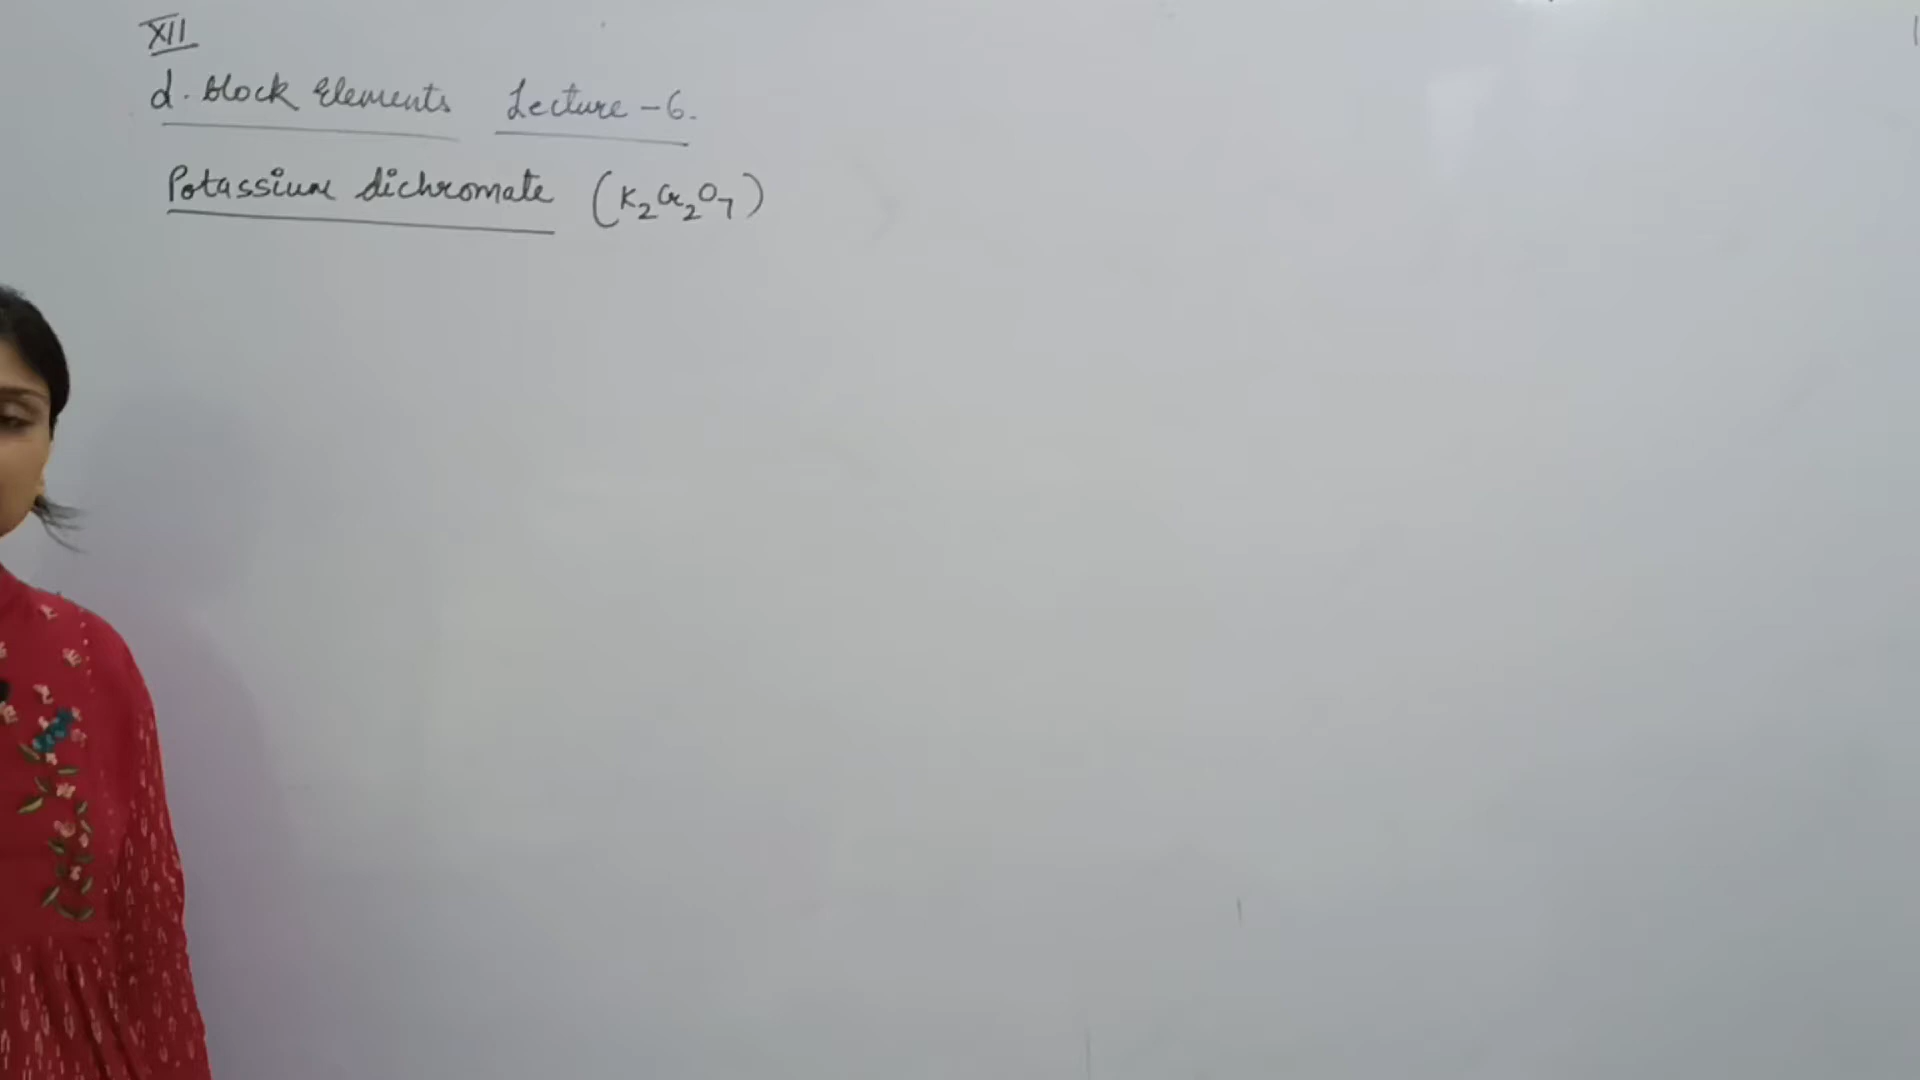 XII
d. block Elements Lecture - 6.
Potassium dichromate (K₂Cr₂O₇)